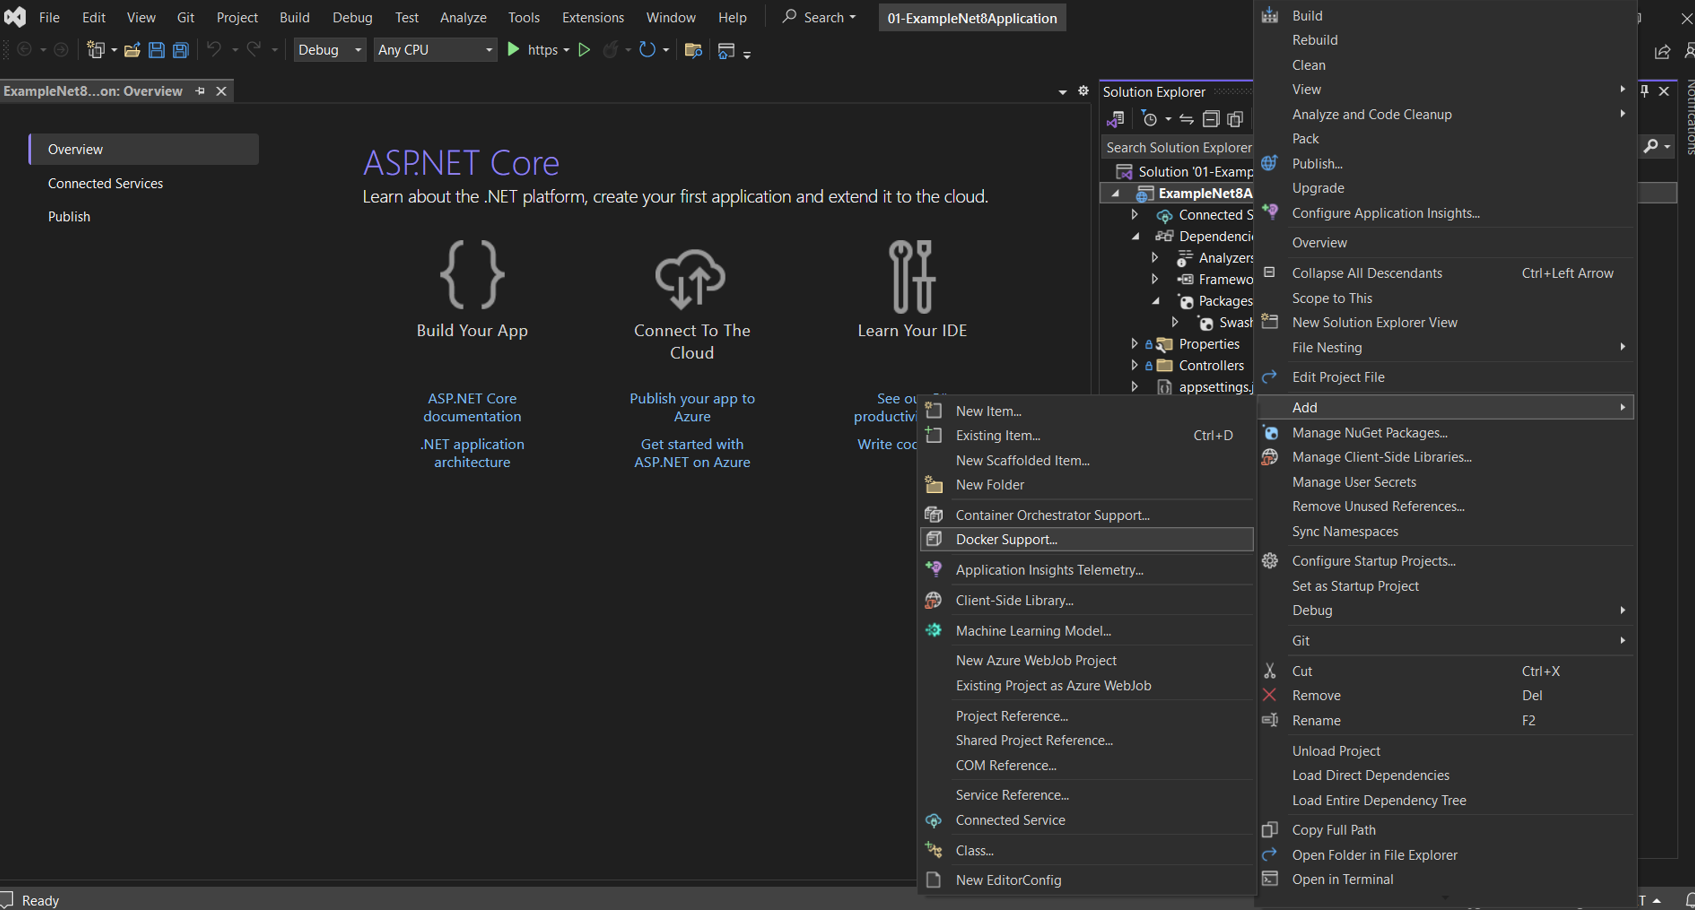 File Edit View Git Project Build Debug Test Analyze Tools Extensions Window Help Search 01-ExampleNet8Application
Debug Any CPU https
ExampleNet8...on: Overview
Overview
Connected Services
Publish
ASP.NET Core
Learn about the .NET platform, create your first application and extend it to the cloud.
Build Your App
ASP.NET Core
documentation
.NET application
architecture
Connect To The
Cloud
Publish your app to
Azure
Get started with
ASP.NET on Azure
Learn Your IDE
See ou
productivi
Write coc
Solution Explorer
Search Solution Explorer
Solution '01-Examp
ExampleNet8A
Connected S
Dependencie
Analyzers
Framewo
Packages
Swash
Properties
Controllers
appsettings.j
New Item...
Existing Item... Ctrl+D
New Scaffolded Item...
New Folder
Container Orchestrator Support...
Docker Support...
Application Insights Telemetry...
Client-Side Library...
Machine Learning Model...
New Azure WebJob Project
Existing Project as Azure WebJob
Project Reference...
Shared Project Reference...
COM Reference...
Service Reference...
Connected Service
Class...
New EditorConfig
Build
Rebuild
Clean
View
Analyze and Code Cleanup
Pack
Publish...
Upgrade
Configure Application Insights...
Overview
Collapse All Descendants Ctrl+Left Arrow
Scope to This
New Solution Explorer View
File Nesting
Edit Project File
Add
Manage NuGet Packages...
Manage Client-Side Libraries...
Manage User Secrets
Remove Unused References...
Sync Namespaces
Configure Startup Projects...
Set as Startup Project
Debug
Git
Cut Ctrl+X
Remove Del
Rename F2
Unload Project
Load Direct Dependencies
Load Entire Dependency Tree
Copy Full Path
Open Folder in File Explorer
Open in Terminal
Notifications
Ready